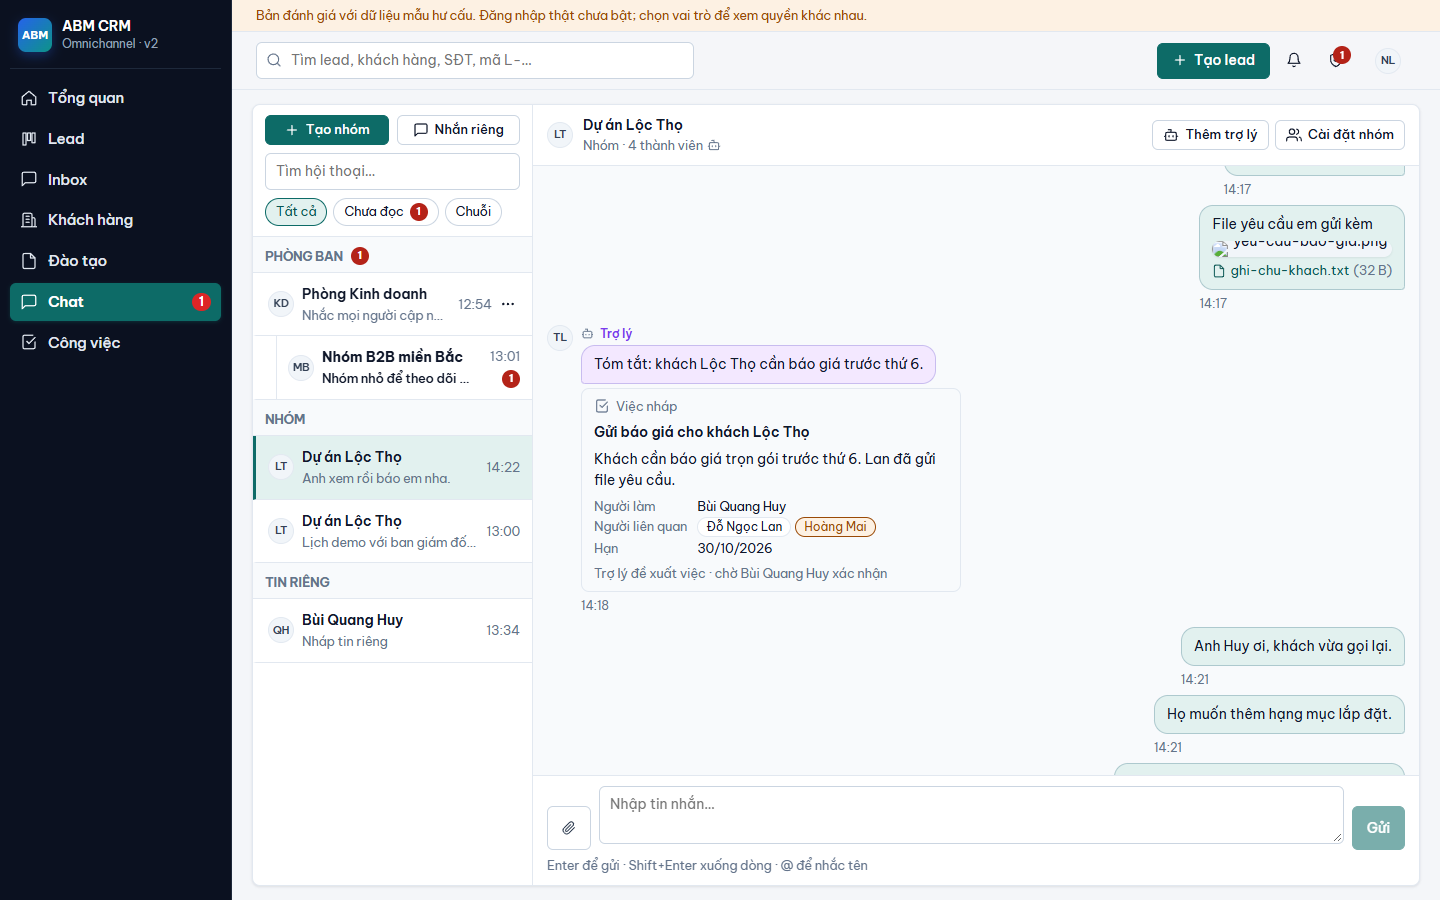 Bản đánh giá với dữ liệu mẫu hư cấu. Đăng nhập thật chưa bật; chọn vai trò để xem quyền khác nhau.
ABM
ABM CRM
Omnichannel · v2
Tổng quan
Lead
Inbox
Khách hàng
Đào tạo
Chat
1
Công việc
Tìm lead, khách hàng, SĐT, mã L-...
Tạo lead
1
NL
Tạo nhóm
Nhắn riêng
Tìm hội thoại...
Tất cả
Chưa đọc 1
Chuỗi
PHÒNG BAN 1
KD
Phòng Kinh doanh
Nhắc mọi người cập n...
12:54
MB
Nhóm B2B miền Bắc
Nhóm nhỏ để theo dõi ...
13:01
1
NHÓM
LT
Dự án Lộc Thọ
Anh xem rồi báo em nha.
14:22
LT
Dự án Lộc Thọ
Lịch demo với ban giám đố...
13:00
TIN RIÊNG
QH
Bùi Quang Huy
Nháp tin riêng
13:34
LT
Dự án Lộc Thọ
Nhóm · 4 thành viên
Thêm trợ lý
Cài đặt nhóm
14:17
File yêu cầu em gửi kèm
yeu-cau-bao-gia.png
ghi-chu-khach.txt (32 B)
14:17
TL
Trợ lý
Tóm tắt: khách Lộc Thọ cần báo giá trước thứ 6.
Việc nháp
Gửi báo giá cho khách Lộc Thọ
Khách cần báo giá trọn gói trước thứ 6. Lan đã gửi
file yêu cầu.
Người làm Bùi Quang Huy
Người liên quan Đỗ Ngọc Lan Hoàng Mai
Hạn 30/10/2026
Trợ lý đề xuất việc · chờ Bùi Quang Huy xác nhận
14:18
Anh Huy ơi, khách vừa gọi lại.
14:21
Họ muốn thêm hạng mục lắp đặt.
14:21
Nhập tin nhắn...
Gửi
Enter để gửi · Shift+Enter xuống dòng · @ để nhắc tên